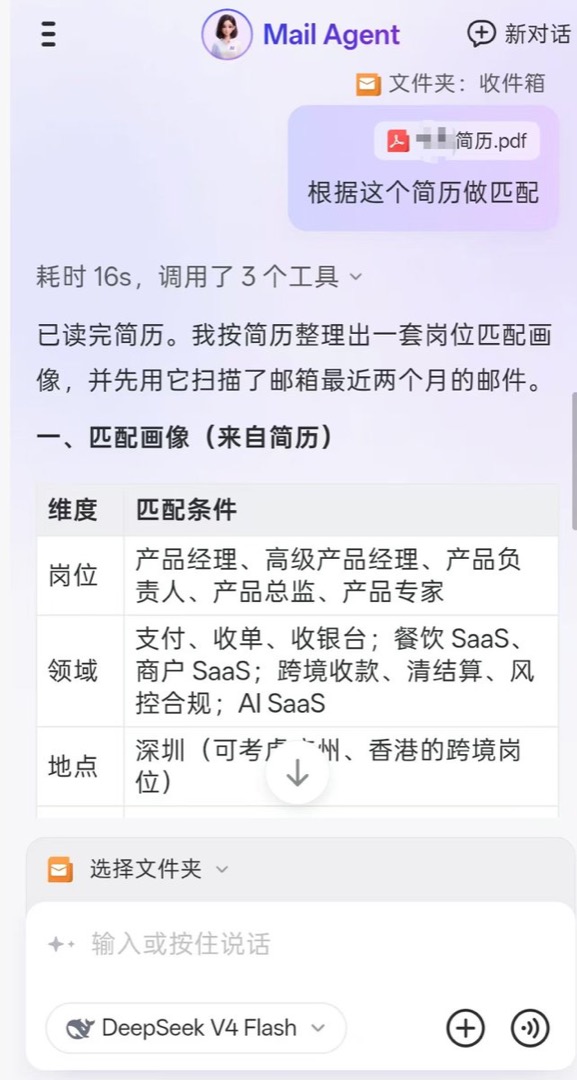 Mail Agent
新对话
文件夹：收件箱
简历.pdf
根据这个简历做匹配
耗时 16s，调用了 3 个工具
已读完简历。我按简历整理出一套岗位匹配画
像，并先用它扫描了邮箱最近两个月的邮件。
一、匹配画像（来自简历）
维度 匹配条件
岗位
产品经理、高级产品经理、产品负
责人、产品总监、产品专家
领域
支付、收单、收银台；餐饮 SaaS、
商户 SaaS；跨境收款、清结算、风
控合规；AI SaaS
地点
深圳（可考虑 州、香港的跨境岗
位）
选择文件夹
输入或按住说话
DeepSeek V4 Flash